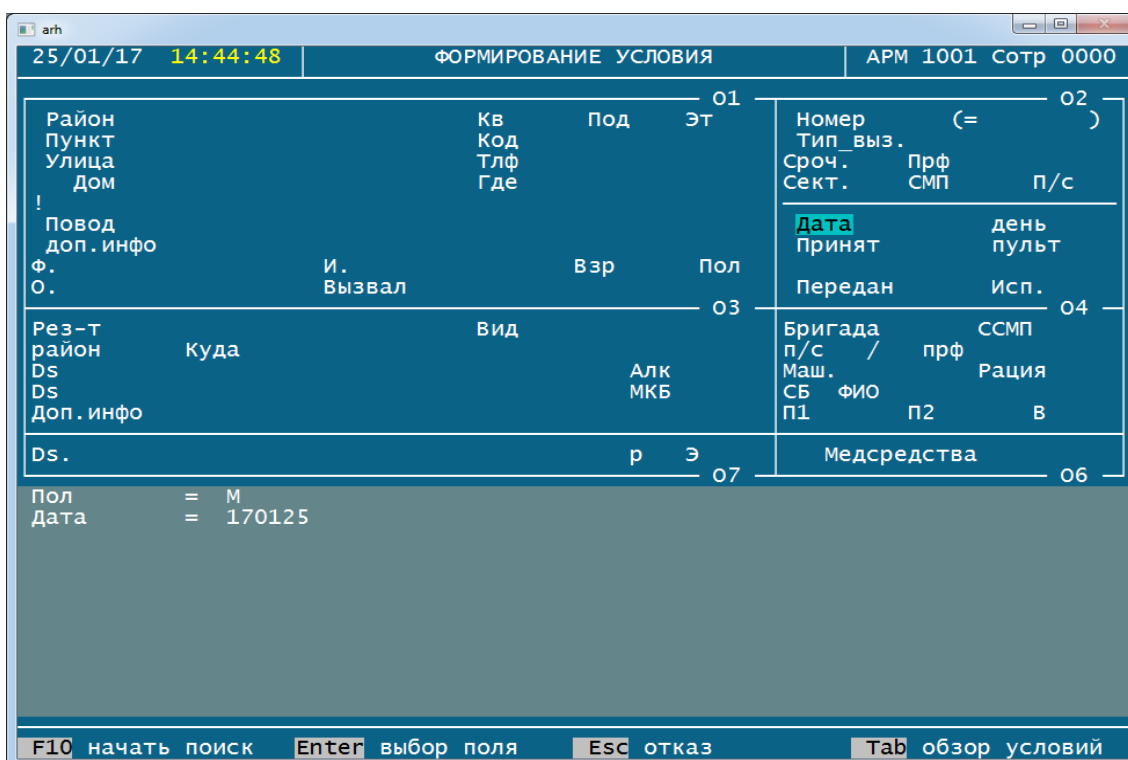 arh
25/01/17 14:44:48 ФОРМИРОВАНИЕ УСЛОВИЯ АРМ 1001 Сотр 0000
О1 О2
Район Кв Под Эт Номер (= )
Пункт Код Тип_выз.
Улица Тлф Сроч. Прф
Дом Где Сект. СМП П/с
!
Повод Дата день
доп.инфо Принят пульт
Ф. И. Взр Пол
О. Вызвал Передан Исп.
О3 О4
Рез-т Вид Бригада ССМП
район Куда п/с / прф
Ds Алк Маш. Рация
Ds МКБ СБ ФИО
Доп.инфо П1 П2 В
Ds. р Э Медсредства
О7 О6
Пол = М
Дата = 170125
F10 начать поиск Enter выбор поля Esc отказ Tab обзор условий